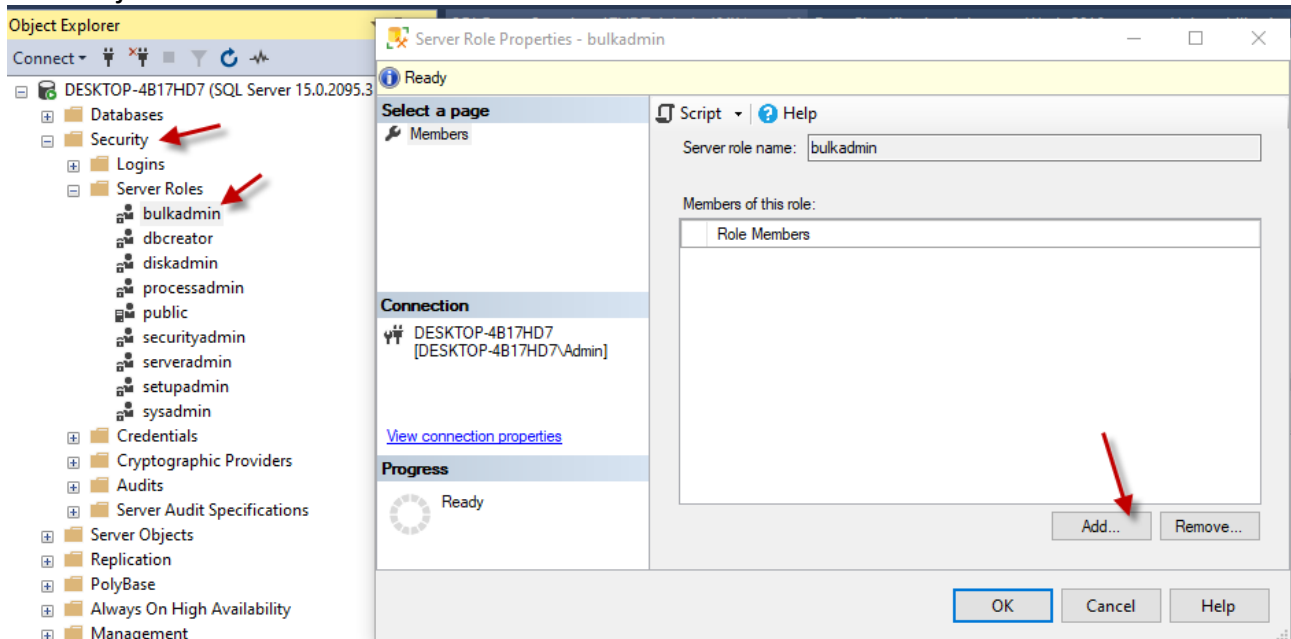 Object Explorer
Connect
DESKTOP-4B17HD7 (SQL Server 15.0.2095.3
Databases
Security
Logins
Server Roles
bulkadmin
dbcreator
diskadmin
processadmin
public
securityadmin
serveradmin
setupadmin
sysadmin
Credentials
Cryptographic Providers
Audits
Server Audit Specifications
Server Objects
Replication
PolyBase
Always On High Availability
Management
Server Role Properties - bulkadmin
Ready
Select a page
Members
Connection
DESKTOP-4B17HD7
[DESKTOP-4B17HD7\Admin]
View connection properties
Progress
Ready
Script
Help
Server role name: bulkadmin
Members of this role:
Role Members
Add...
Remove...
OK
Cancel
Help